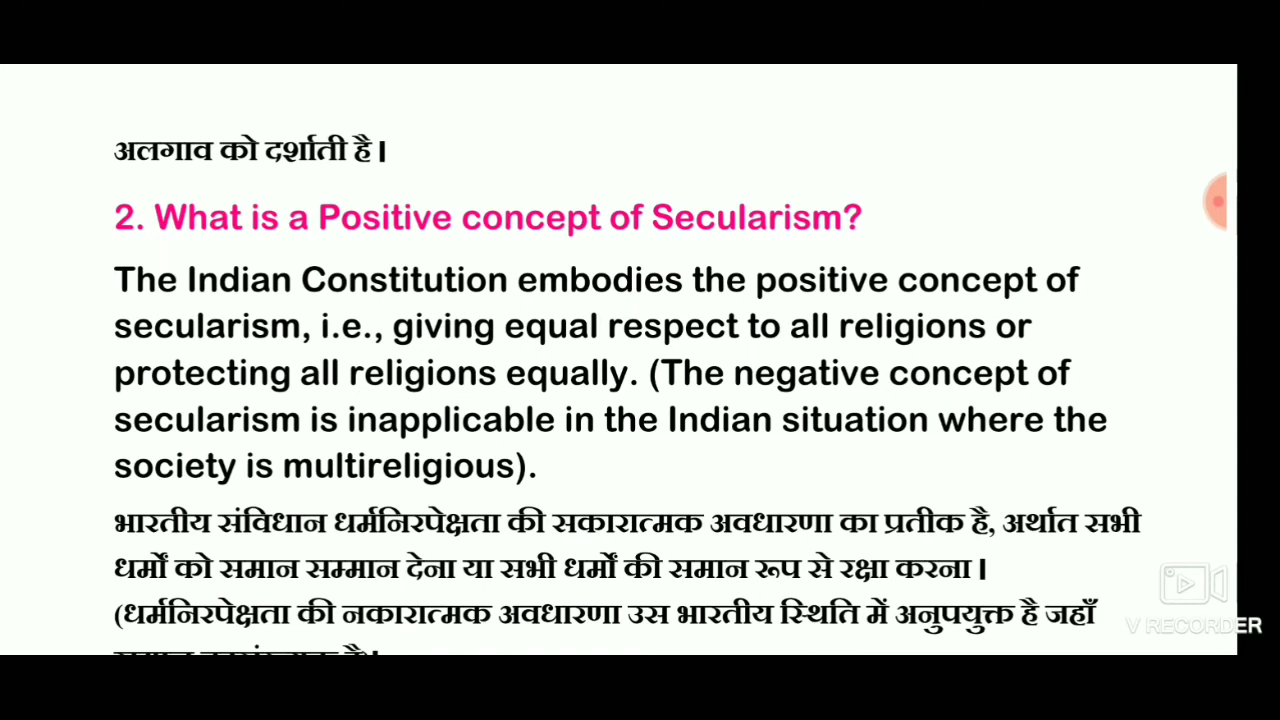 अलगाव को दर्शाती है।
2. What is a Positive concept of Secularism?
The Indian Constitution embodies the positive concept of
secularism, i.e., giving equal respect to all religions or
protecting all religions equally. (The negative concept of
secularism is inapplicable in the Indian situation where the
society is multireligious).
भारतीय संविधान धर्मनिरपेक्षता की सकारात्मक अवधारणा का प्रतीक है, अर्थात सभी
धर्मों को समान सम्मान देना या सभी धर्मों की समान रूप से रक्षा करना।
(धर्मनिरपेक्षता की नकारात्मक अवधारणा उस भारतीय स्थिति में अनुपयुक्त है जहाँ
V RECORDER